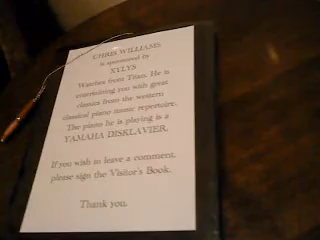 CHRIS WILLIAMS
is sponsored by
XYLYS
Watches from Titan. He is
entertaining you with great
classics from the western
classical piano music repertoire.
The piano he is playing is a
YAMAHA DISKLAVIER.
If you wish to leave a comment,
please sign the Visitor's Book.
Thank you.